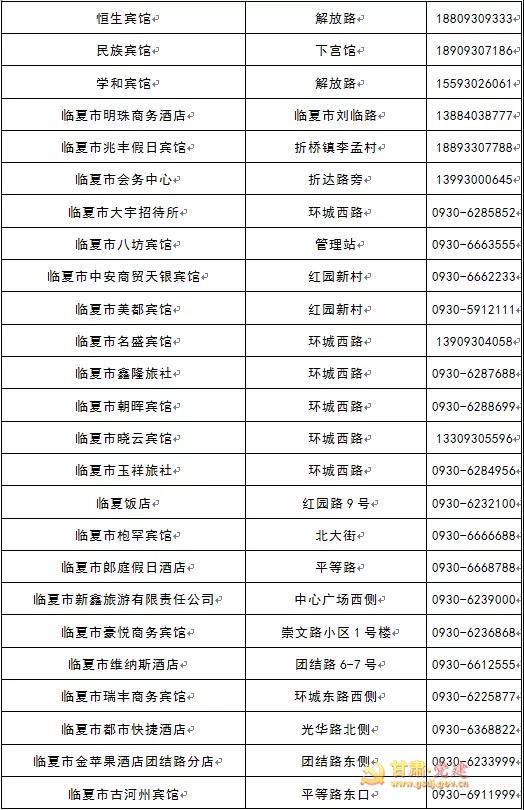 恒生宾馆 解放路 18809309333
民族宾馆 下宫馆 18909307186
学和宾馆 解放路 15593026061
临夏市明珠商务酒店 临夏市刘临路 13884038777
临夏市兆丰假日宾馆 折桥镇李孟村 18893307788
临夏市会务中心 折达路旁 13993000645
临夏市大宇招待所 环城西路 0930-6285852
临夏市八坊宾馆 管理站 0930-6663555
临夏市中安商贸天银宾馆 红园新村 0930-6662233
临夏市美都宾馆 红园新村 0930-5912111
临夏市名盛宾馆 环城西路 13909304058
临夏市鑫隆旅社 环城西路 0930-6287688
临夏市朝晖宾馆 环城西路 0930-6288699
临夏市晓云宾馆 环城西路 13309305596
临夏市玉祥旅社 环城西路 0930-6284956
临夏饭店 红园路9号 0930-6232100
临夏市枹罕宾馆 北大街 0930-6666688
临夏市郎庭假日酒店 平等路 0930-6668788
临夏市新鑫旅游有限责任公司 中心广场西侧 0930-6239000
临夏市豪悦商务宾馆 崇文路小区1号楼 0930-6236868
临夏市维纳斯酒店 团结路6-7号 0930-6612555
临夏市瑞丰商务宾馆 环城东路西侧 0930-6225877
临夏市都市快捷酒店 光华路北侧 0930-6368822
临夏市金苹果酒店团结路分店 团结路东侧 0930-6233999
临夏市古河州宾馆 平等路东口 0930-6911999
甘肃党建
www.gsdj.gov.cn